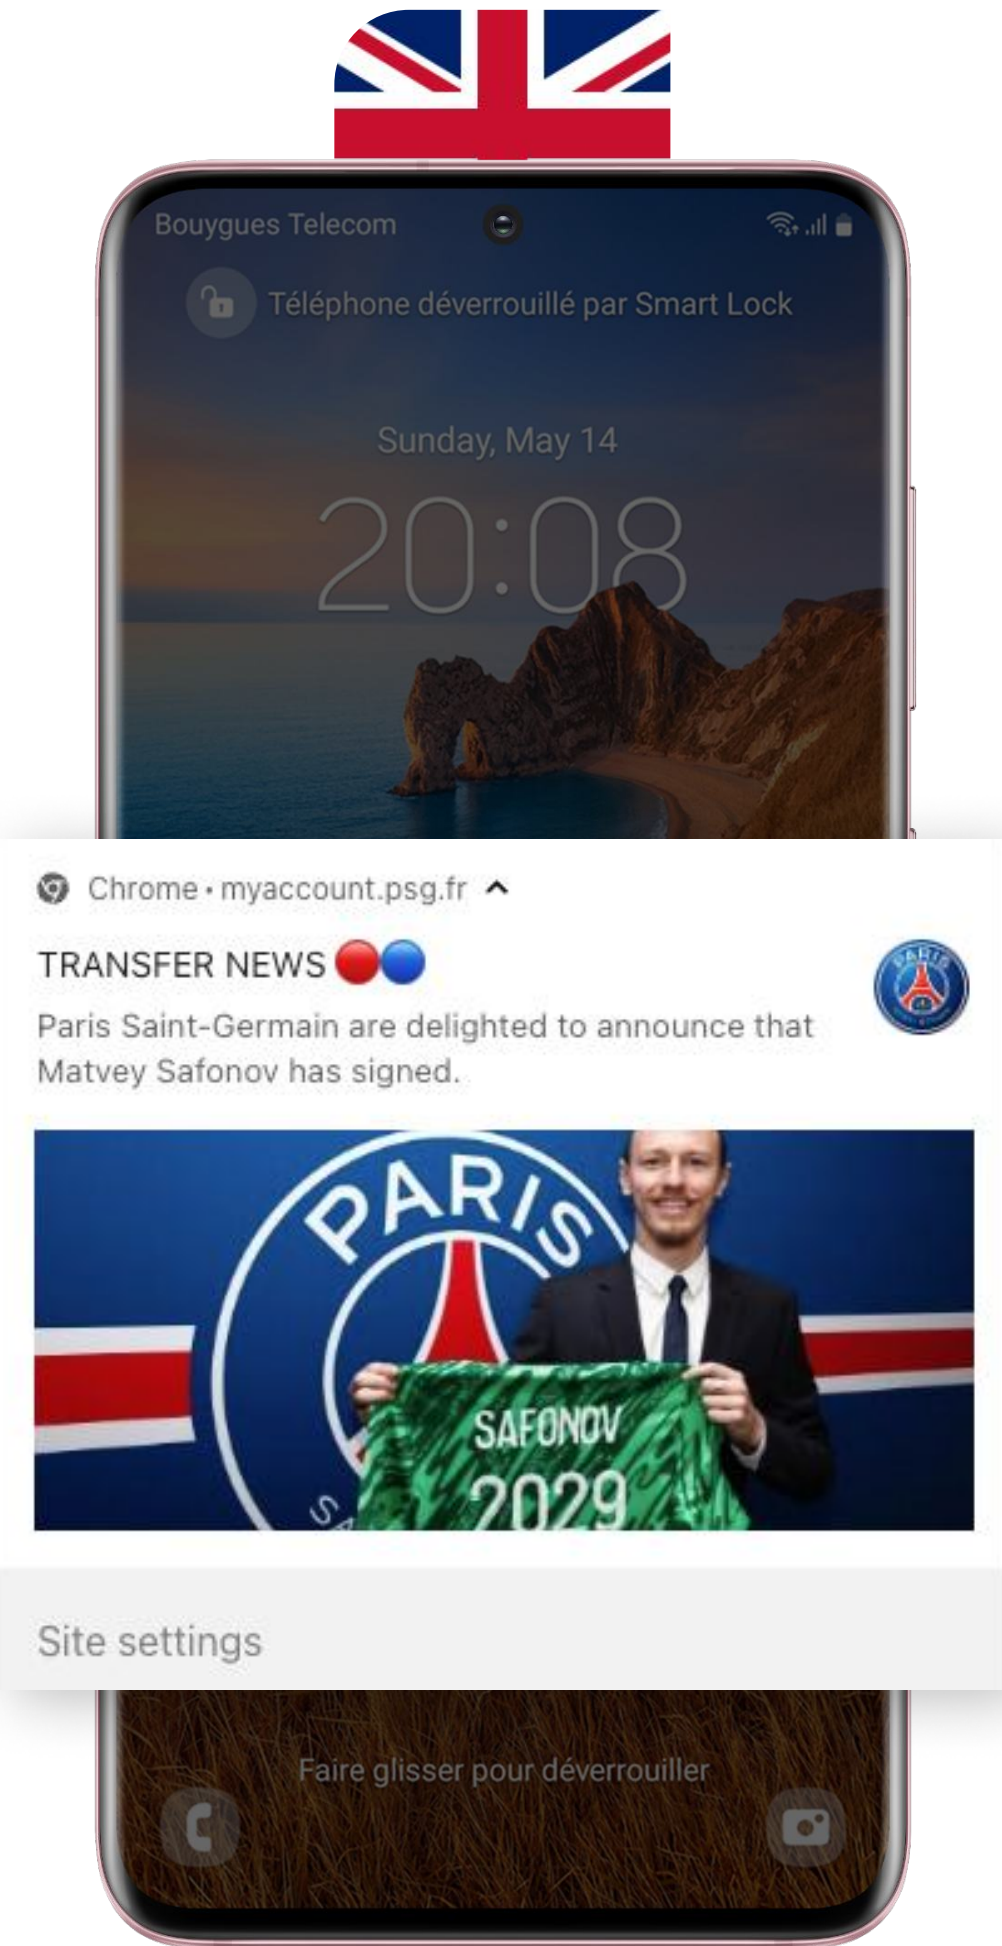 Bouygues Telecom
Téléphone déverrouillé par Smart Lock
Sunday, May 14
20:08
Chrome • myaccount.psg.fr
TRANSFER NEWS
PARIS
Paris Saint-Germain are delighted to announce that
Matvey Safonov has signed.
PARIS
SAFONOV
2029
SA
Site settings
Faire glisser pour déverrouiller